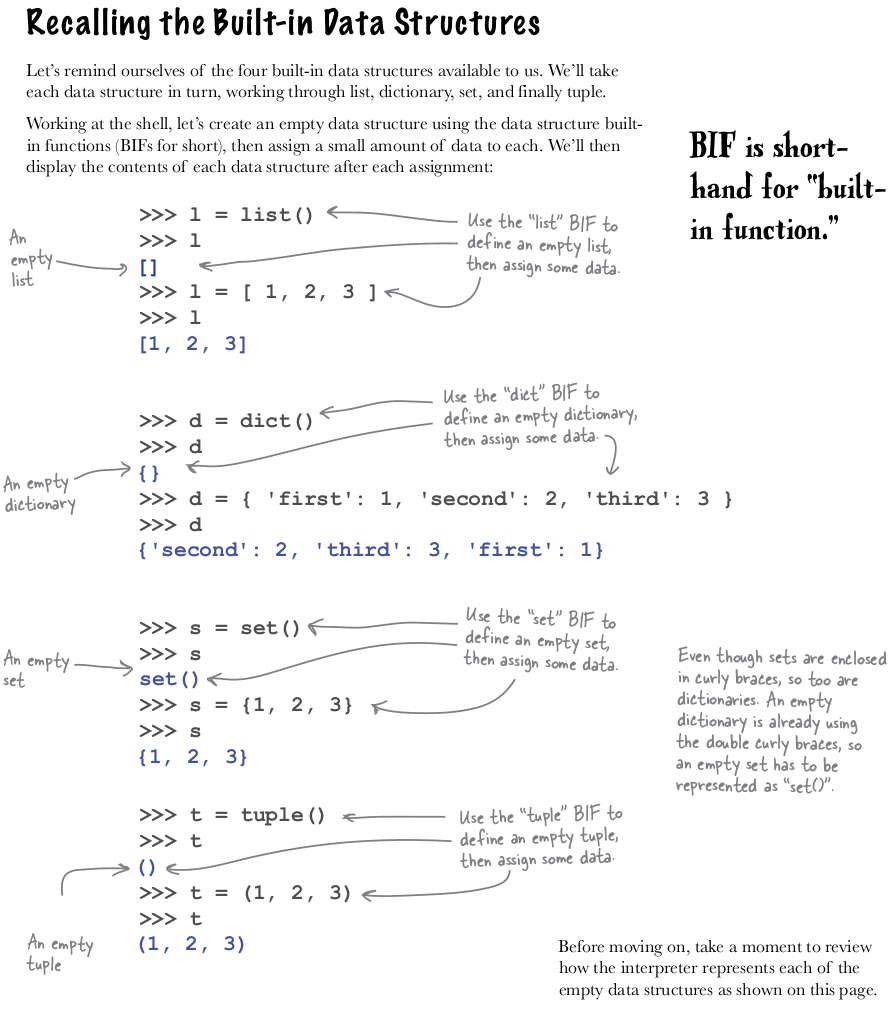 Recalling the Built-in Data Structures
Let's remind ourselves of the four built-in data structures available to us. We'll take
each data structure in turn, working through list, dictionary, set, and finally tuple.
Working at the shell, let's create an empty data structure using the data structure built-
in functions (BIFs for short), then assign a small amount of data to each. We'll then
display the contents of each data structure after each assignment:
BIF is short-
hand for "built-
in function."
>>> l = list()
>>> l
[]
>>> l = [ 1, 2, 3 ]
>>> l
[1, 2, 3]
An
empty
list
Use the "list" BIF to
define an empty list,
then assign some data.
>>> d = dict()
>>> d
{}
>>> d = { 'first': 1, 'second': 2, 'third': 3 }
>>> d
{'second': 2, 'third': 3, 'first': 1}
An empty
dictionary
Use the "dict" BIF to
define an empty dictionary,
then assign some data.
>>> s = set()
>>> s
set()
>>> s = {1, 2, 3}
>>> s
{1, 2, 3}
An empty
set
Use the "set" BIF to
define an empty set,
then assign some data.
Even though sets are enclosed
in curly braces, so too are
dictionaries. An empty
dictionary is already using
the double curly braces, so
an empty set has to be
represented as "set()".
>>> t = tuple()
>>> t
()
>>> t = (1, 2, 3)
>>> t
(1, 2, 3)
An empty
tuple
Use the "tuple" BIF to
define an empty tuple,
then assign some data.
Before moving on, take a moment to review
how the interpreter represents each of the
empty data structures as shown on this page.